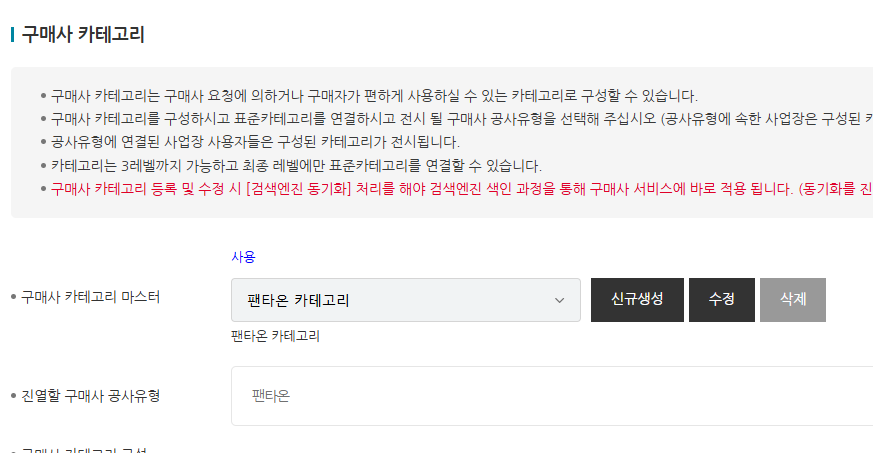 구매사 카테고리
구매사 카테고리는 구매사 요청에 의하거나 구매자가 편하게 사용하실 수 있는 카테고리로 구성할 수 있습니다.
구매사 카테고리를 구성하시고 표준카테고리를 연결하시고 전시 될 구매사 공사유형을 선택해 주십시오 (공사유형에 속한 사업장은 구성된
공사유형에 연결된 사업장 사용자들은 구성된 카테고리가 전시됩니다.
카테고리는 3레벨까지 가능하고 최종 레벨에만 표준카테고리를 연결할 수 있습니다.
구매사 카테고리 등록 및 수정 시 [검색엔진 동기화] 처리를 해야 검색엔진 색인 과정을 통해 구매사 서비스에 바로 적용 됩니다. (동기화를 진
사용
구매사 카테고리 마스터
팬타온 카테고리 신규생성 수정 삭제
팬타온 카테고리
진열할 구매사 공사유형
팬타온